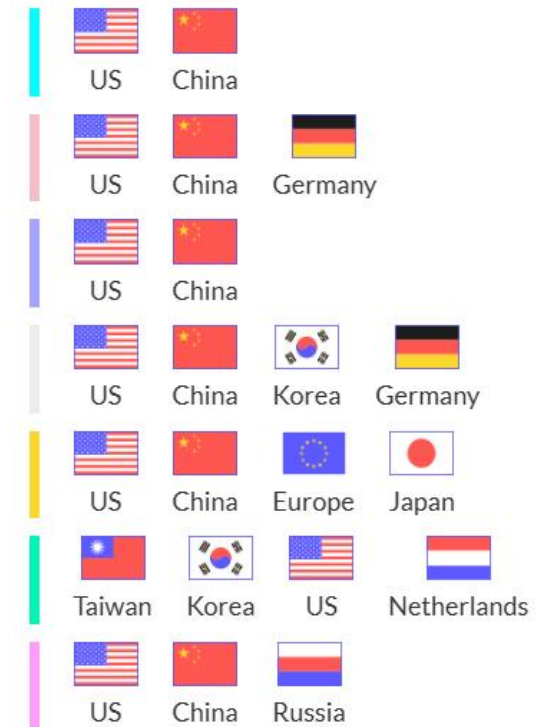 US China
US China Germany
US China
US China Korea Germany
US China Europe Japan
Taiwan Korea US Netherlands
US China Russia